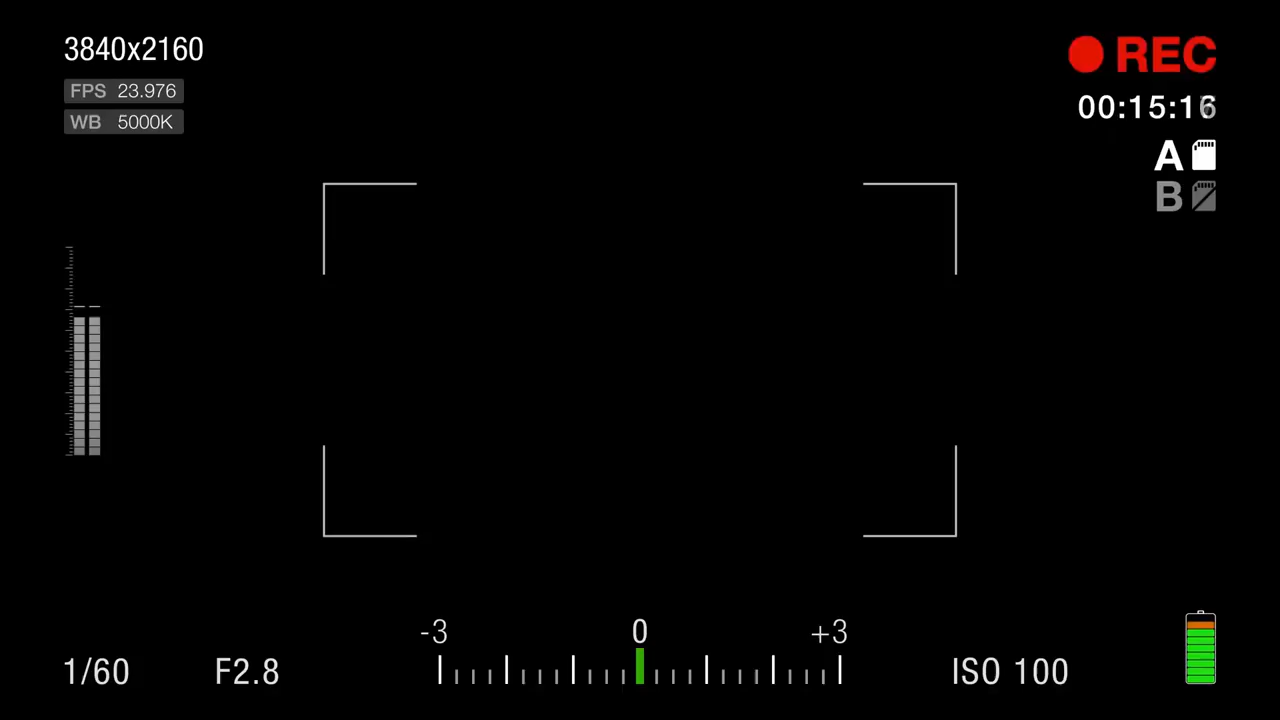 3840x2160
REC
FPS 23.976
00:15:16
WB 5000K
A
B
-3 0 +3
1/60 F2.8 ISO 100